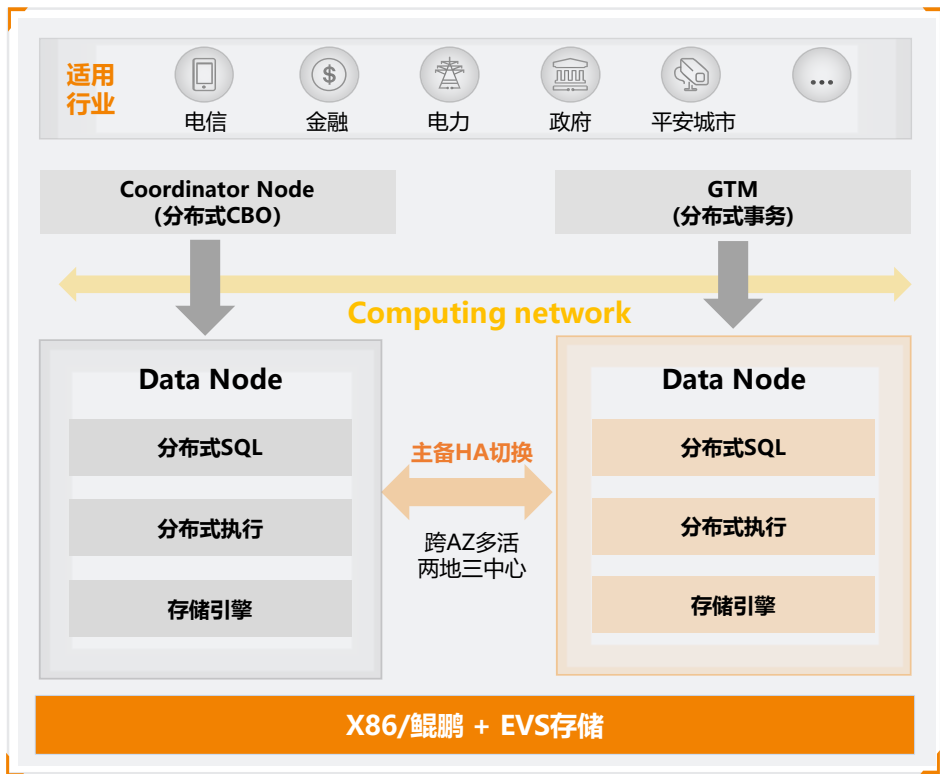 适用
行业
电信
金融
电力
政府
平安城市
...
Coordinator Node
(分布式CBO)
GTM
(分布式事务)
Computing network
Data Node
分布式SQL
分布式执行
存储引擎
主备HA切换
跨AZ多活
两地三中心
Data Node
分布式SQL
分布式执行
存储引擎
X86/鲲鹏 + EVS存储